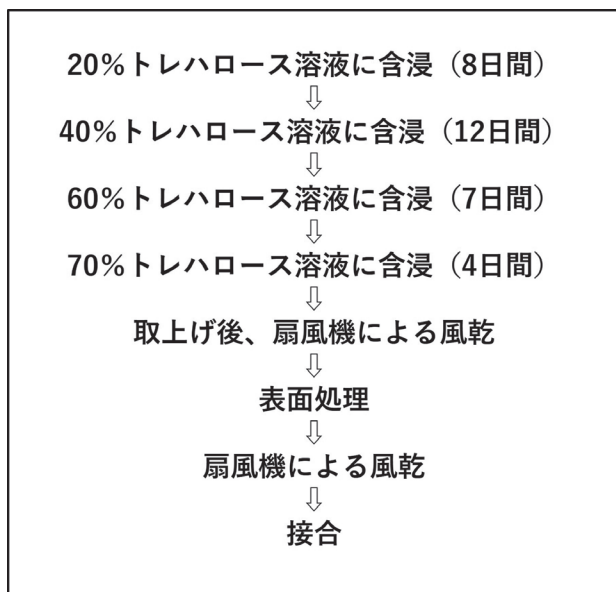 20%トレハロース溶液に含浸（8日間）
⇩
40%トレハロース溶液に含浸（12日間）
⇩
60%トレハロース溶液に含浸（7日間）
⇩
70%トレハロース溶液に含浸（4日間）
⇩
取上げ後、扇風機による風乾
⇩
表面処理
⇩
扇風機による風乾
⇩
接合